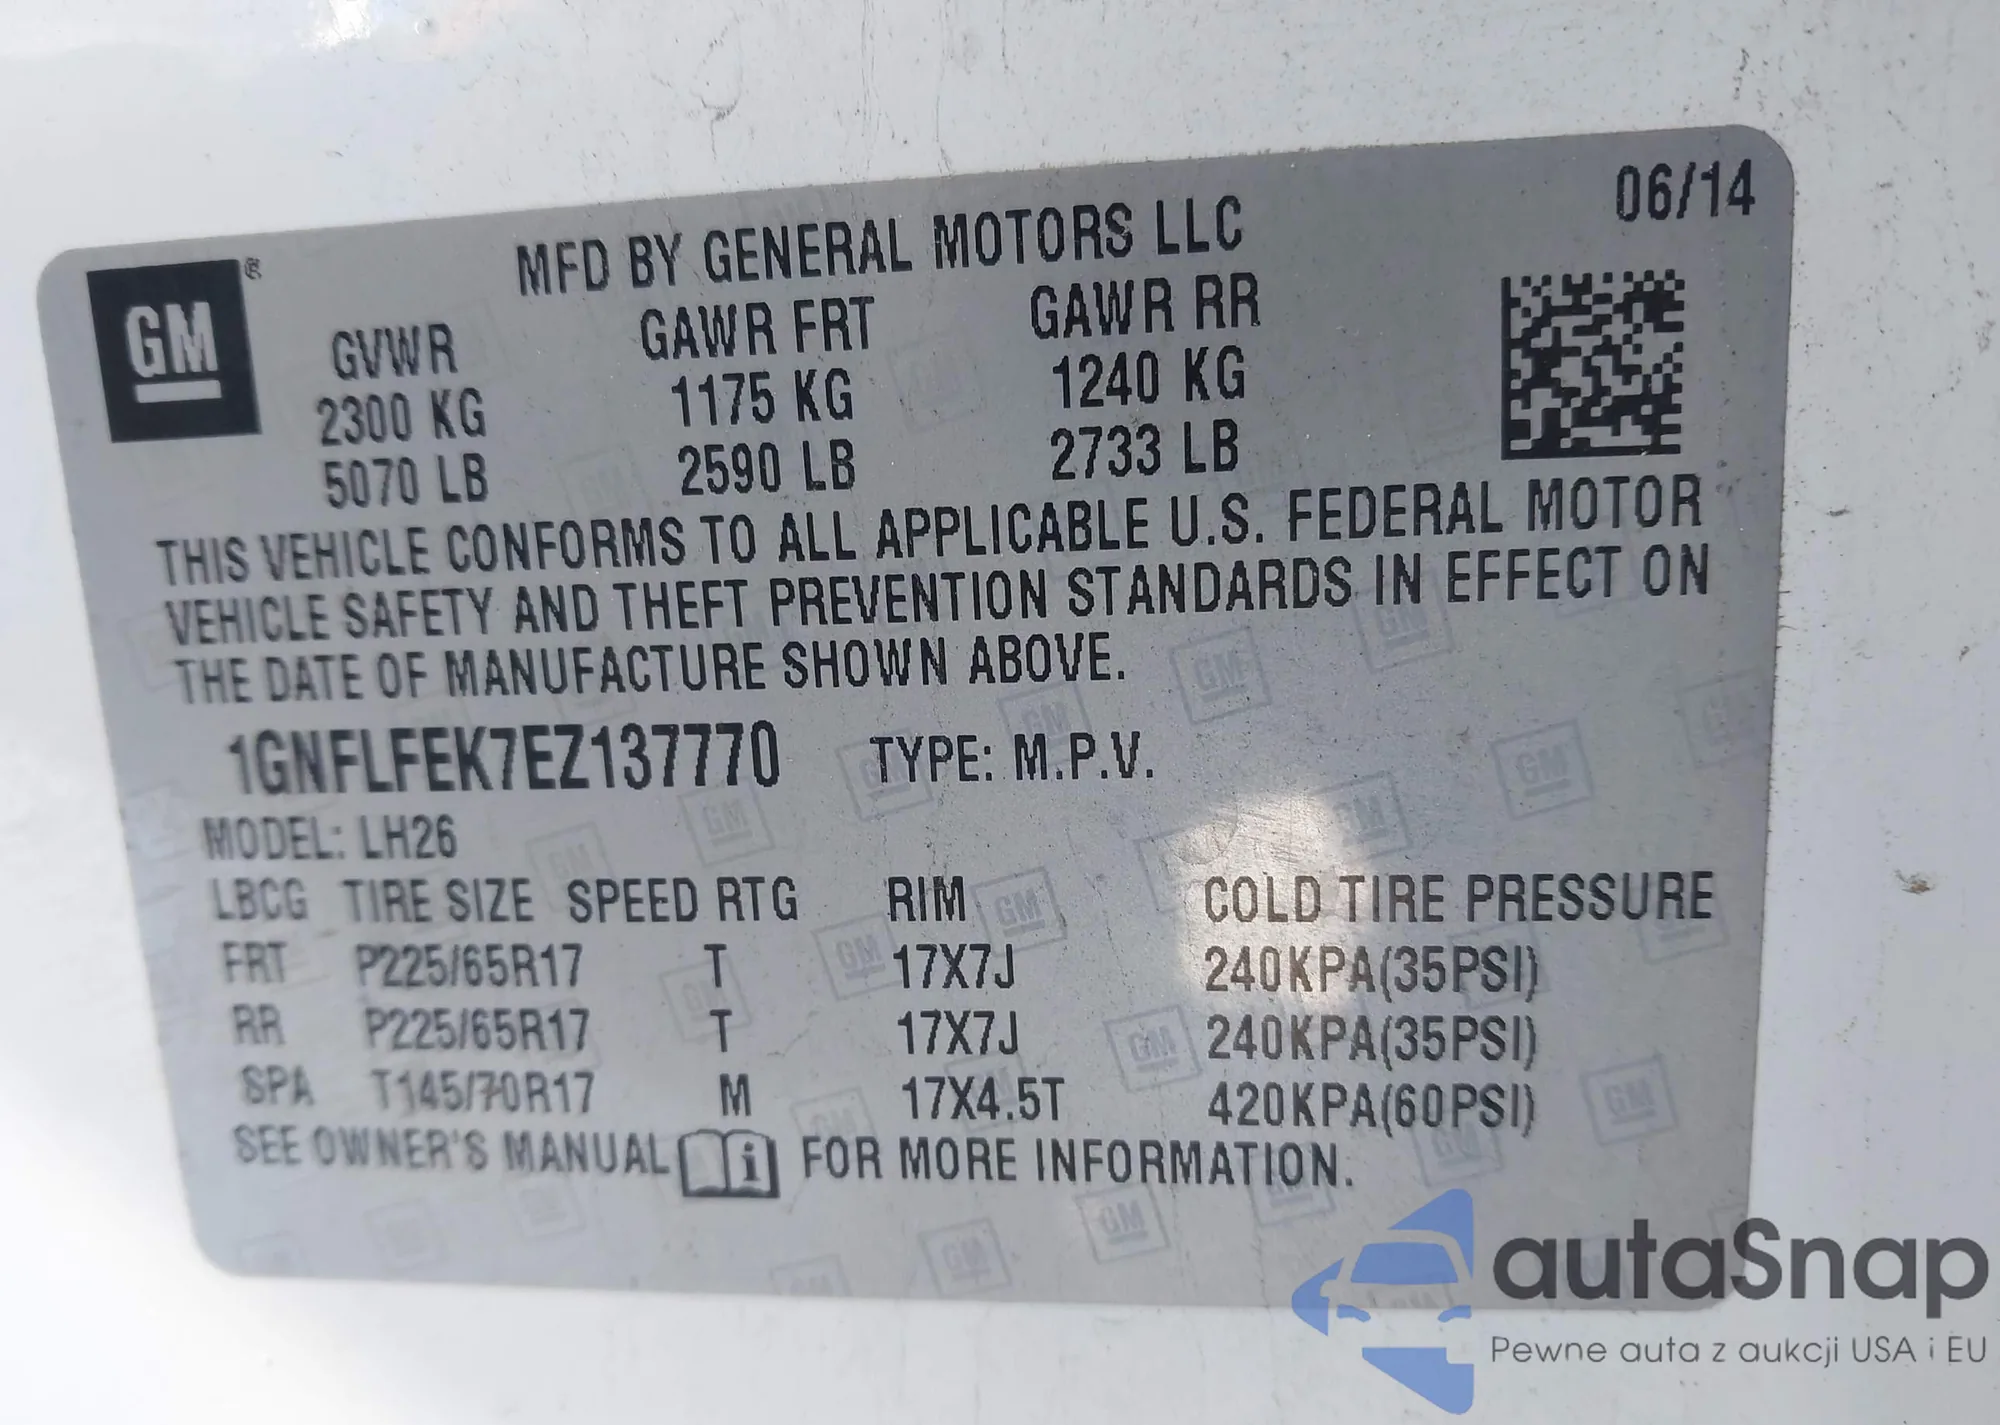 06/14
MFD BY GENERAL MOTORS LLC
GM ®
GVWR GAWR FRT GAWR RR
2300 KG 1175 KG 1240 KG
5070 LB 2590 LB 2733 LB
THIS VEHICLE CONFORMS TO ALL APPLICABLE U.S. FEDERAL MOTOR
VEHICLE SAFETY AND THEFT PREVENTION STANDARDS IN EFFECT ON
THE DATE OF MANUFACTURE SHOWN ABOVE.
1GNFLFEK7EZ137770 TYPE: M.P.V.
MODEL: LH26
LBCG TIRE SIZE SPEED RTG RIM COLD TIRE PRESSURE
FRT P225/65R17 T 17X7J 240KPA(35PSI)
RR P225/65R17 T 17X7J 240KPA(35PSI)
SPA T145/70R17 M 17X4.5T 420KPA(60PSI)
SEE OWNER'S MANUAL i FOR MORE INFORMATION.
autaSnap
Pewne auta z aukcji USA i EU